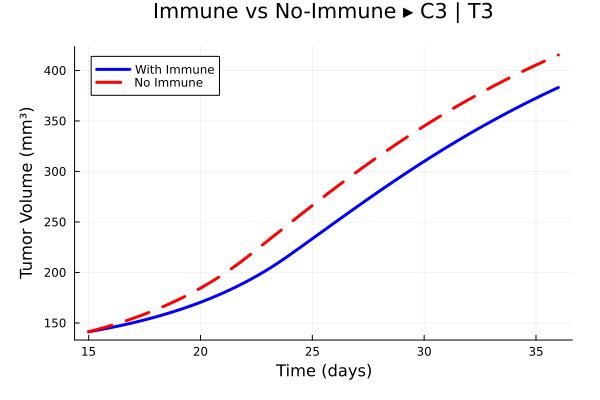 Immune vs No-Immune ▸ C3 | T3
With Immune
No Immune
Tumor Volume (mm³)
400
350
300
250
200
150
15 20 25 30 35
Time (days)